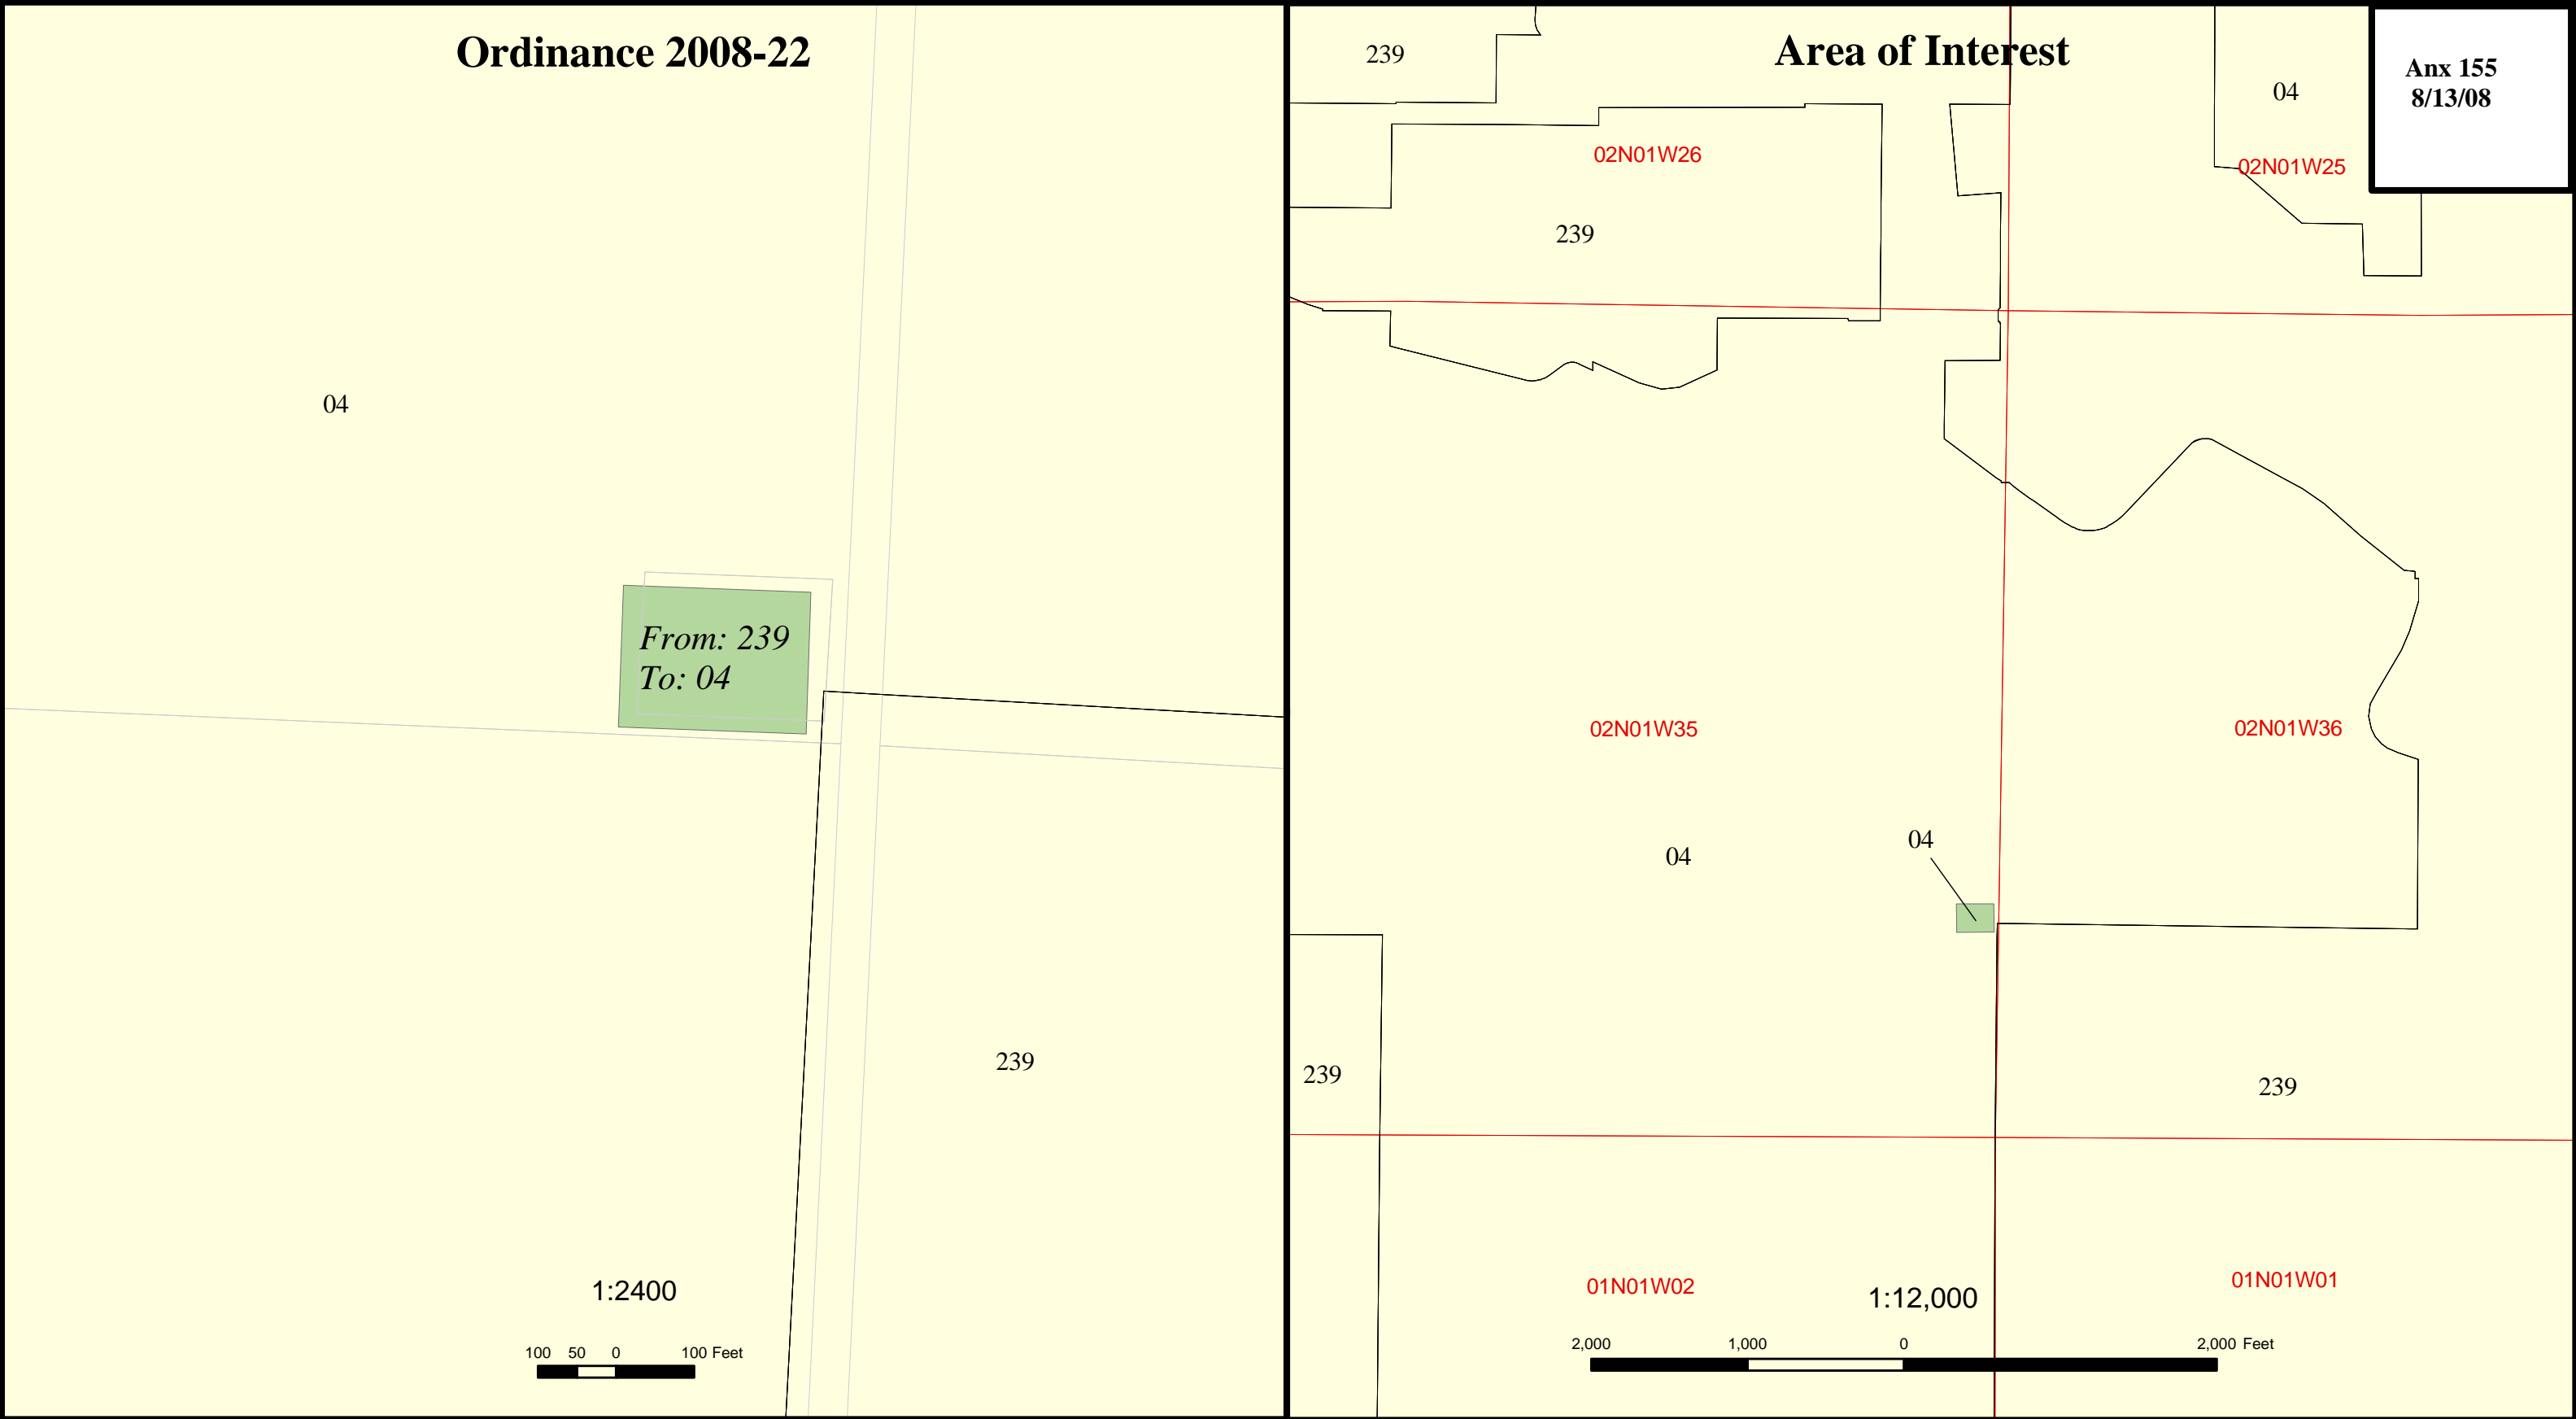 Ordinance 2008-22
04
From: 239
To: 04
239
1:2400
100 50 0 100 Feet
Area of Interest
Anx 155
8/13/08
239
04
02N01W26
02N01W25
239
02N01W35
02N01W36
04
04
239
239
01N01W02
01N01W01
1:12,000
2,000 1,000 0 2,000 Feet